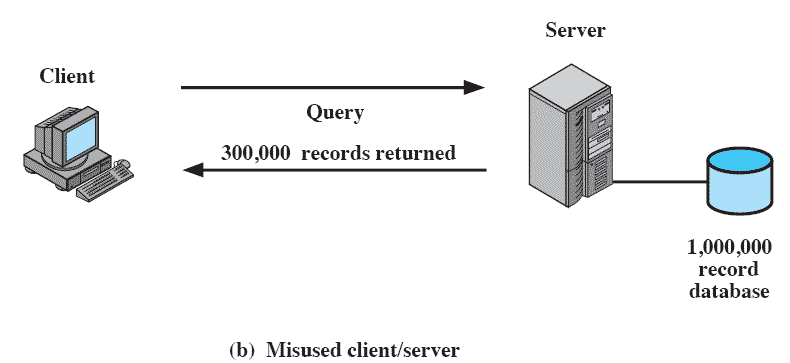 Server
Client
Query
300,000 records returned
1,000,000
record
database
(b) Misused client/server